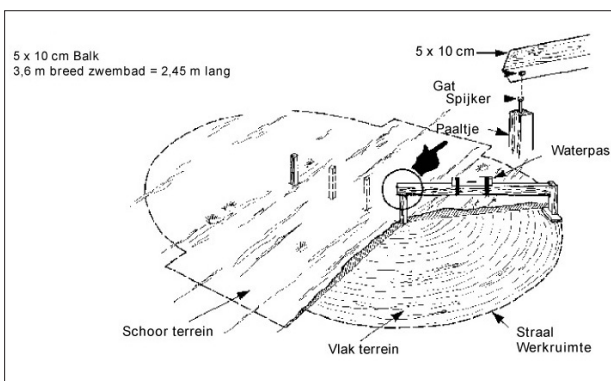 5 x 10 cm Balk
3,6 m breed zwembad = 2,45 m lang
5 x 10 cm
Gat
Spijker
Paaltje
Waterpas
Schoor terrein
Vlak terrein
Straal
Werkruimte